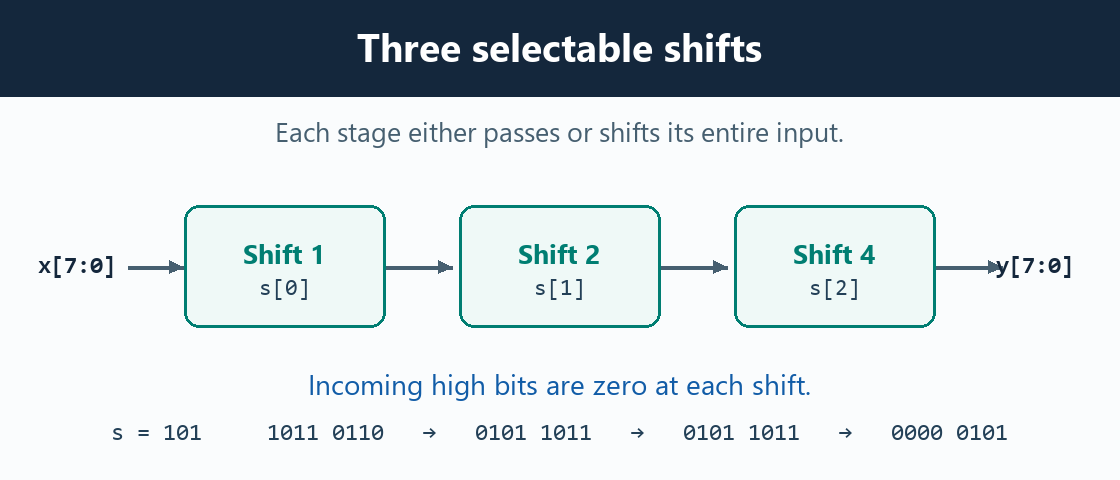 Three selectable shifts
Each stage either passes or shifts its entire input.
x[7:0]
Shift 1
s[0]
Shift 2
s[1]
Shift 4
s[2]
y[7:0]
Incoming high bits are zero at each shift.
s = 101 1011 0110 → 0101 1011 → 0101 1011 → 0000 0101